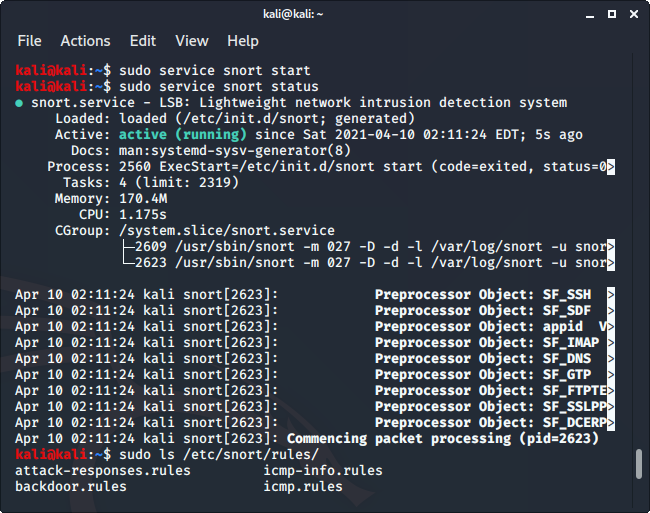 kali@kali: ~
File Actions Edit View Help
kali@kali:~$ sudo service snort start
kali@kali:~$ sudo service snort status
● snort.service - LSB: Lightweight network intrusion detection system
Loaded: loaded (/etc/init.d/snort; generated)
Active: active (running) since Sat 2021-04-10 02:11:24 EDT; 5s ago
Docs: man:systemd-sysv-generator(8)
Process: 2560 ExecStart=/etc/init.d/snort start (code=exited, status=0>
Tasks: 4 (limit: 2319)
Memory: 170.4M
CPU: 1.175s
CGroup: /system.slice/snort.service
├─2609 /usr/sbin/snort -m 027 -D -d -l /var/log/snort -u snor>
└─2623 /usr/sbin/snort -m 027 -D -d -l /var/log/snort -u snor>
Apr 10 02:11:24 kali snort[2623]: Preprocessor Object: SF_SSH >
Apr 10 02:11:24 kali snort[2623]: Preprocessor Object: SF_SDF >
Apr 10 02:11:24 kali snort[2623]: Preprocessor Object: appid V>
Apr 10 02:11:24 kali snort[2623]: Preprocessor Object: SF_IMAP >
Apr 10 02:11:24 kali snort[2623]: Preprocessor Object: SF_DNS >
Apr 10 02:11:24 kali snort[2623]: Preprocessor Object: SF_GTP >
Apr 10 02:11:24 kali snort[2623]: Preprocessor Object: SF_FTPTE>
Apr 10 02:11:24 kali snort[2623]: Preprocessor Object: SF_SSLPP>
Apr 10 02:11:24 kali snort[2623]: Preprocessor Object: SF_DCERP>
Apr 10 02:11:24 kali snort[2623]: Commencing packet processing (pid=2623)
kali@kali:~$ sudo ls /etc/snort/rules/
attack-responses.rules icmp-info.rules
backdoor.rules icmp.rules